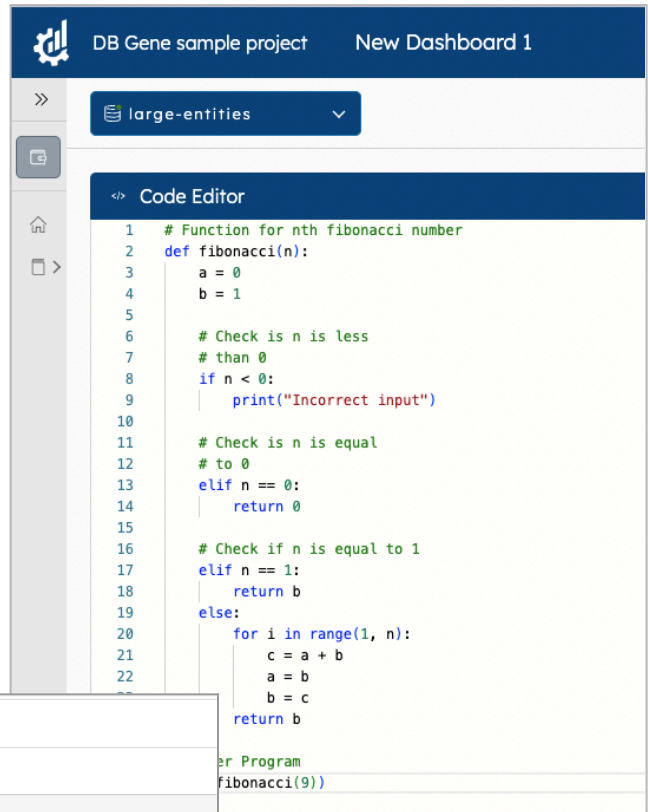 DB Gene sample project New Dashboard 1
large-entities
</> Code Editor
1 # Function for nth fibonacci number
2 def fibonacci(n):
3     a = 0
4     b = 1
5
6     # Check is n is less
7     # than 0
8     if n < 0:
9         print("Incorrect input")
10
11     # Check is n is equal
12     # to 0
13     elif n == 0:
14         return 0
15
16     # Check if n is equal to 1
17     elif n == 1:
18         return b
19     else:
20         for i in range(1, n):
21             c = a + b
22             a = b
            b = c
        return b
Program
fibonacci(9))